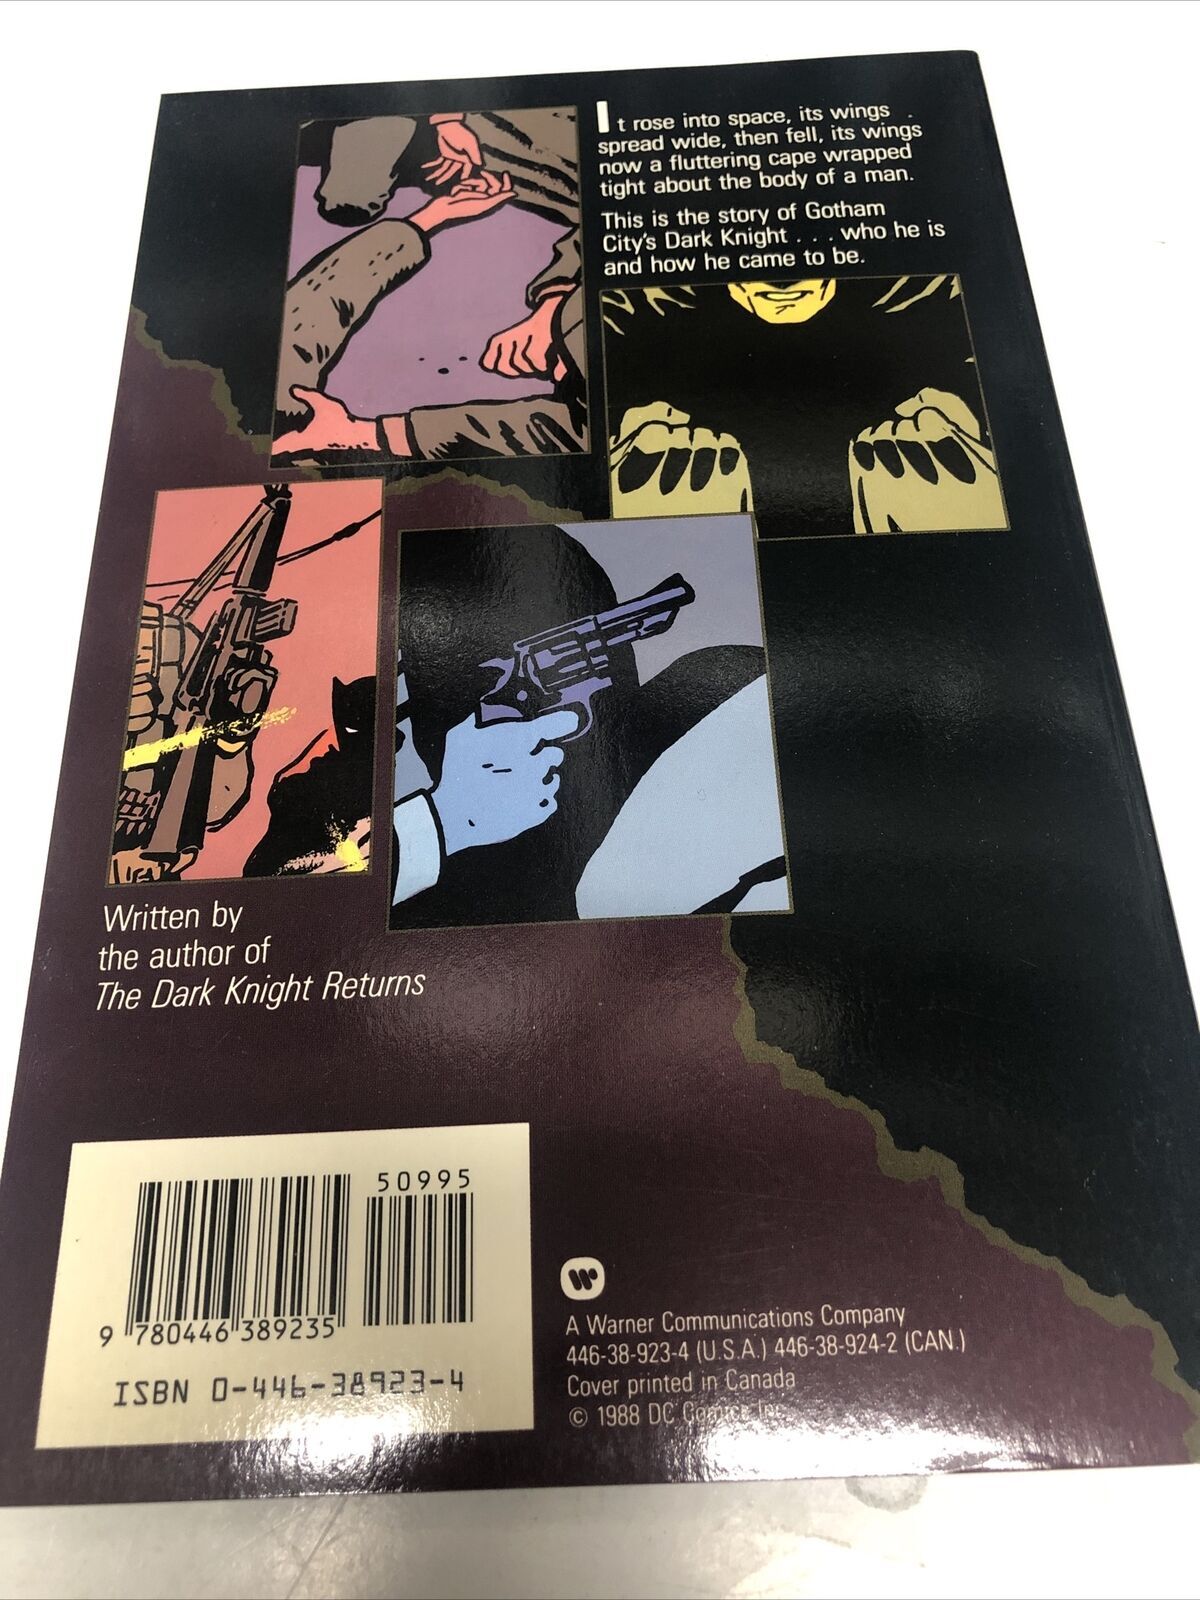 It rose into space, its wings
spread wide, then fell, its wings
now a fluttering cape wrapped
tight about the body of a man.
This is the story of Gotham
City's Dark Knight . . . who he is
and how he came to be.
Written by
the author of
The Dark Knight Returns
50995
9 780446 389235
ISBN 0-446-38923-4
A Warner Communications Company
446-38-923-4 (U.S.A.) 446-38-924-2 (CAN.)
Cover printed in Canada
© 1988 DC Comics Inc.